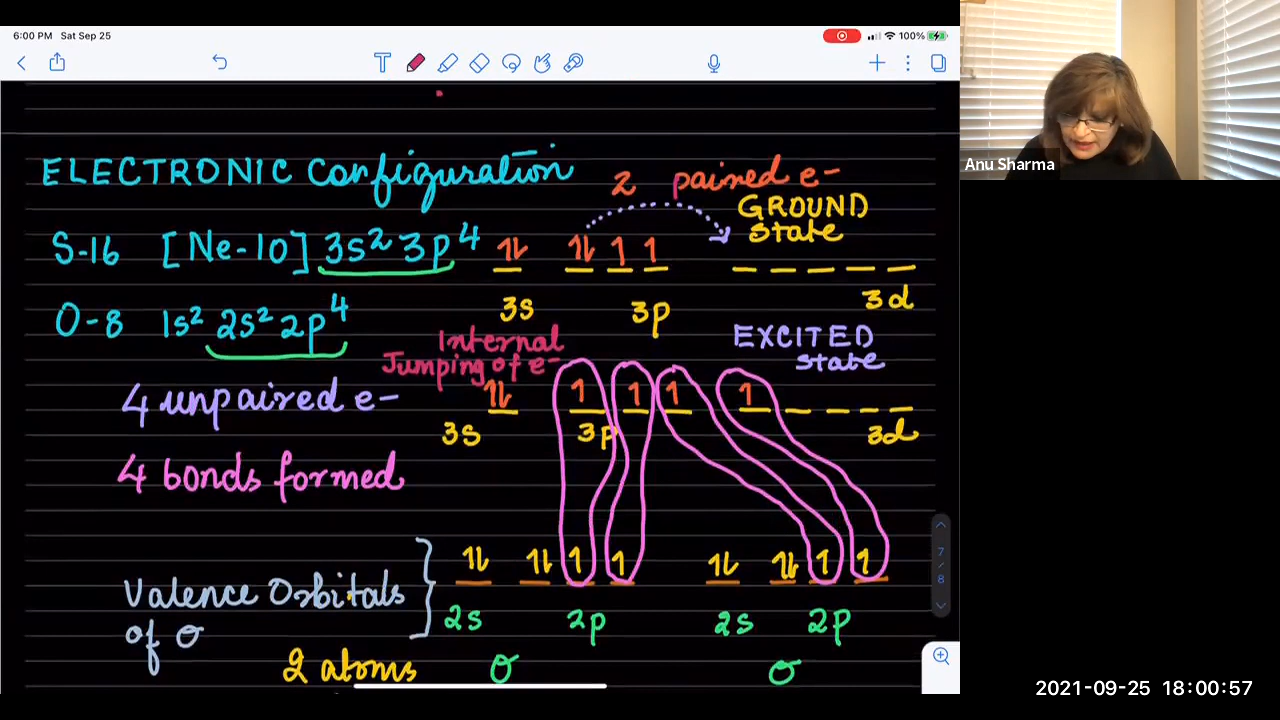 6:00 PM Sat Sep 25
100%
T
ELECTRONIC Configuration
2 paired e-
GROUND state
S-16 [Ne-10] 3s² 3p⁴ 1l 1l 1 1
3s 3p 3d
O-8 1s² 2s² 2p⁴
Internal
Jumping of e-
EXCITED state
4 unpaired e- 1l 1 1 1 1
3s 3p 3d
4 bonds formed
Valence Orbitals
of O
1l 1l 1 1 1l 1l 1 1
2s 2p 2s 2p
2 atoms O O
7
/
8
Anu Sharma
2021-09-25 18:00:57